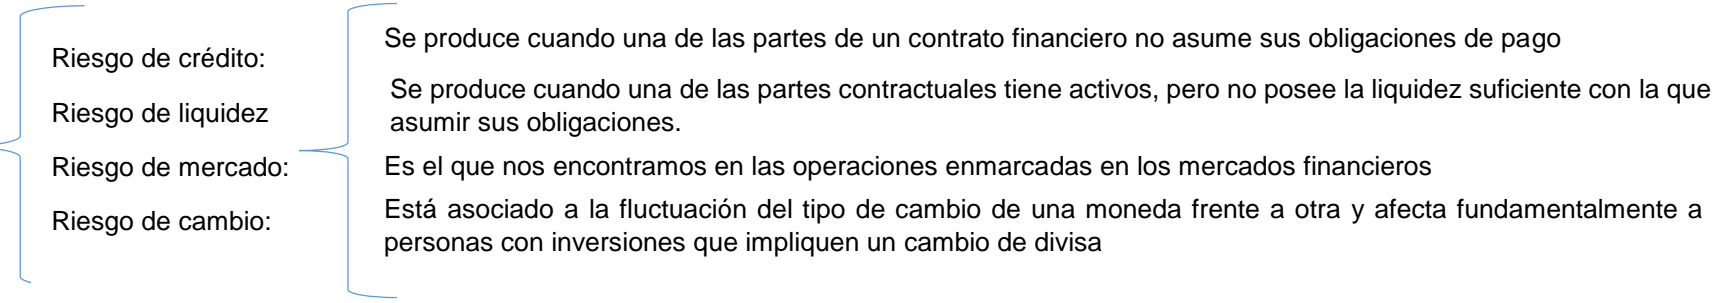 Riesgo de crédito:
Se produce cuando una de las partes de un contrato financiero no asume sus obligaciones de pago
Riesgo de liquidez
Se produce cuando una de las partes contractuales tiene activos, pero no posee la liquidez suficiente con la que
asumir sus obligaciones.
Riesgo de mercado:
Es el que nos encontramos en las operaciones enmarcadas en los mercados financieros
Riesgo de cambio:
Está asociado a la fluctuación del tipo de cambio de una moneda frente a otra y afecta fundamentalmente a
personas con inversiones que impliquen un cambio de divisa